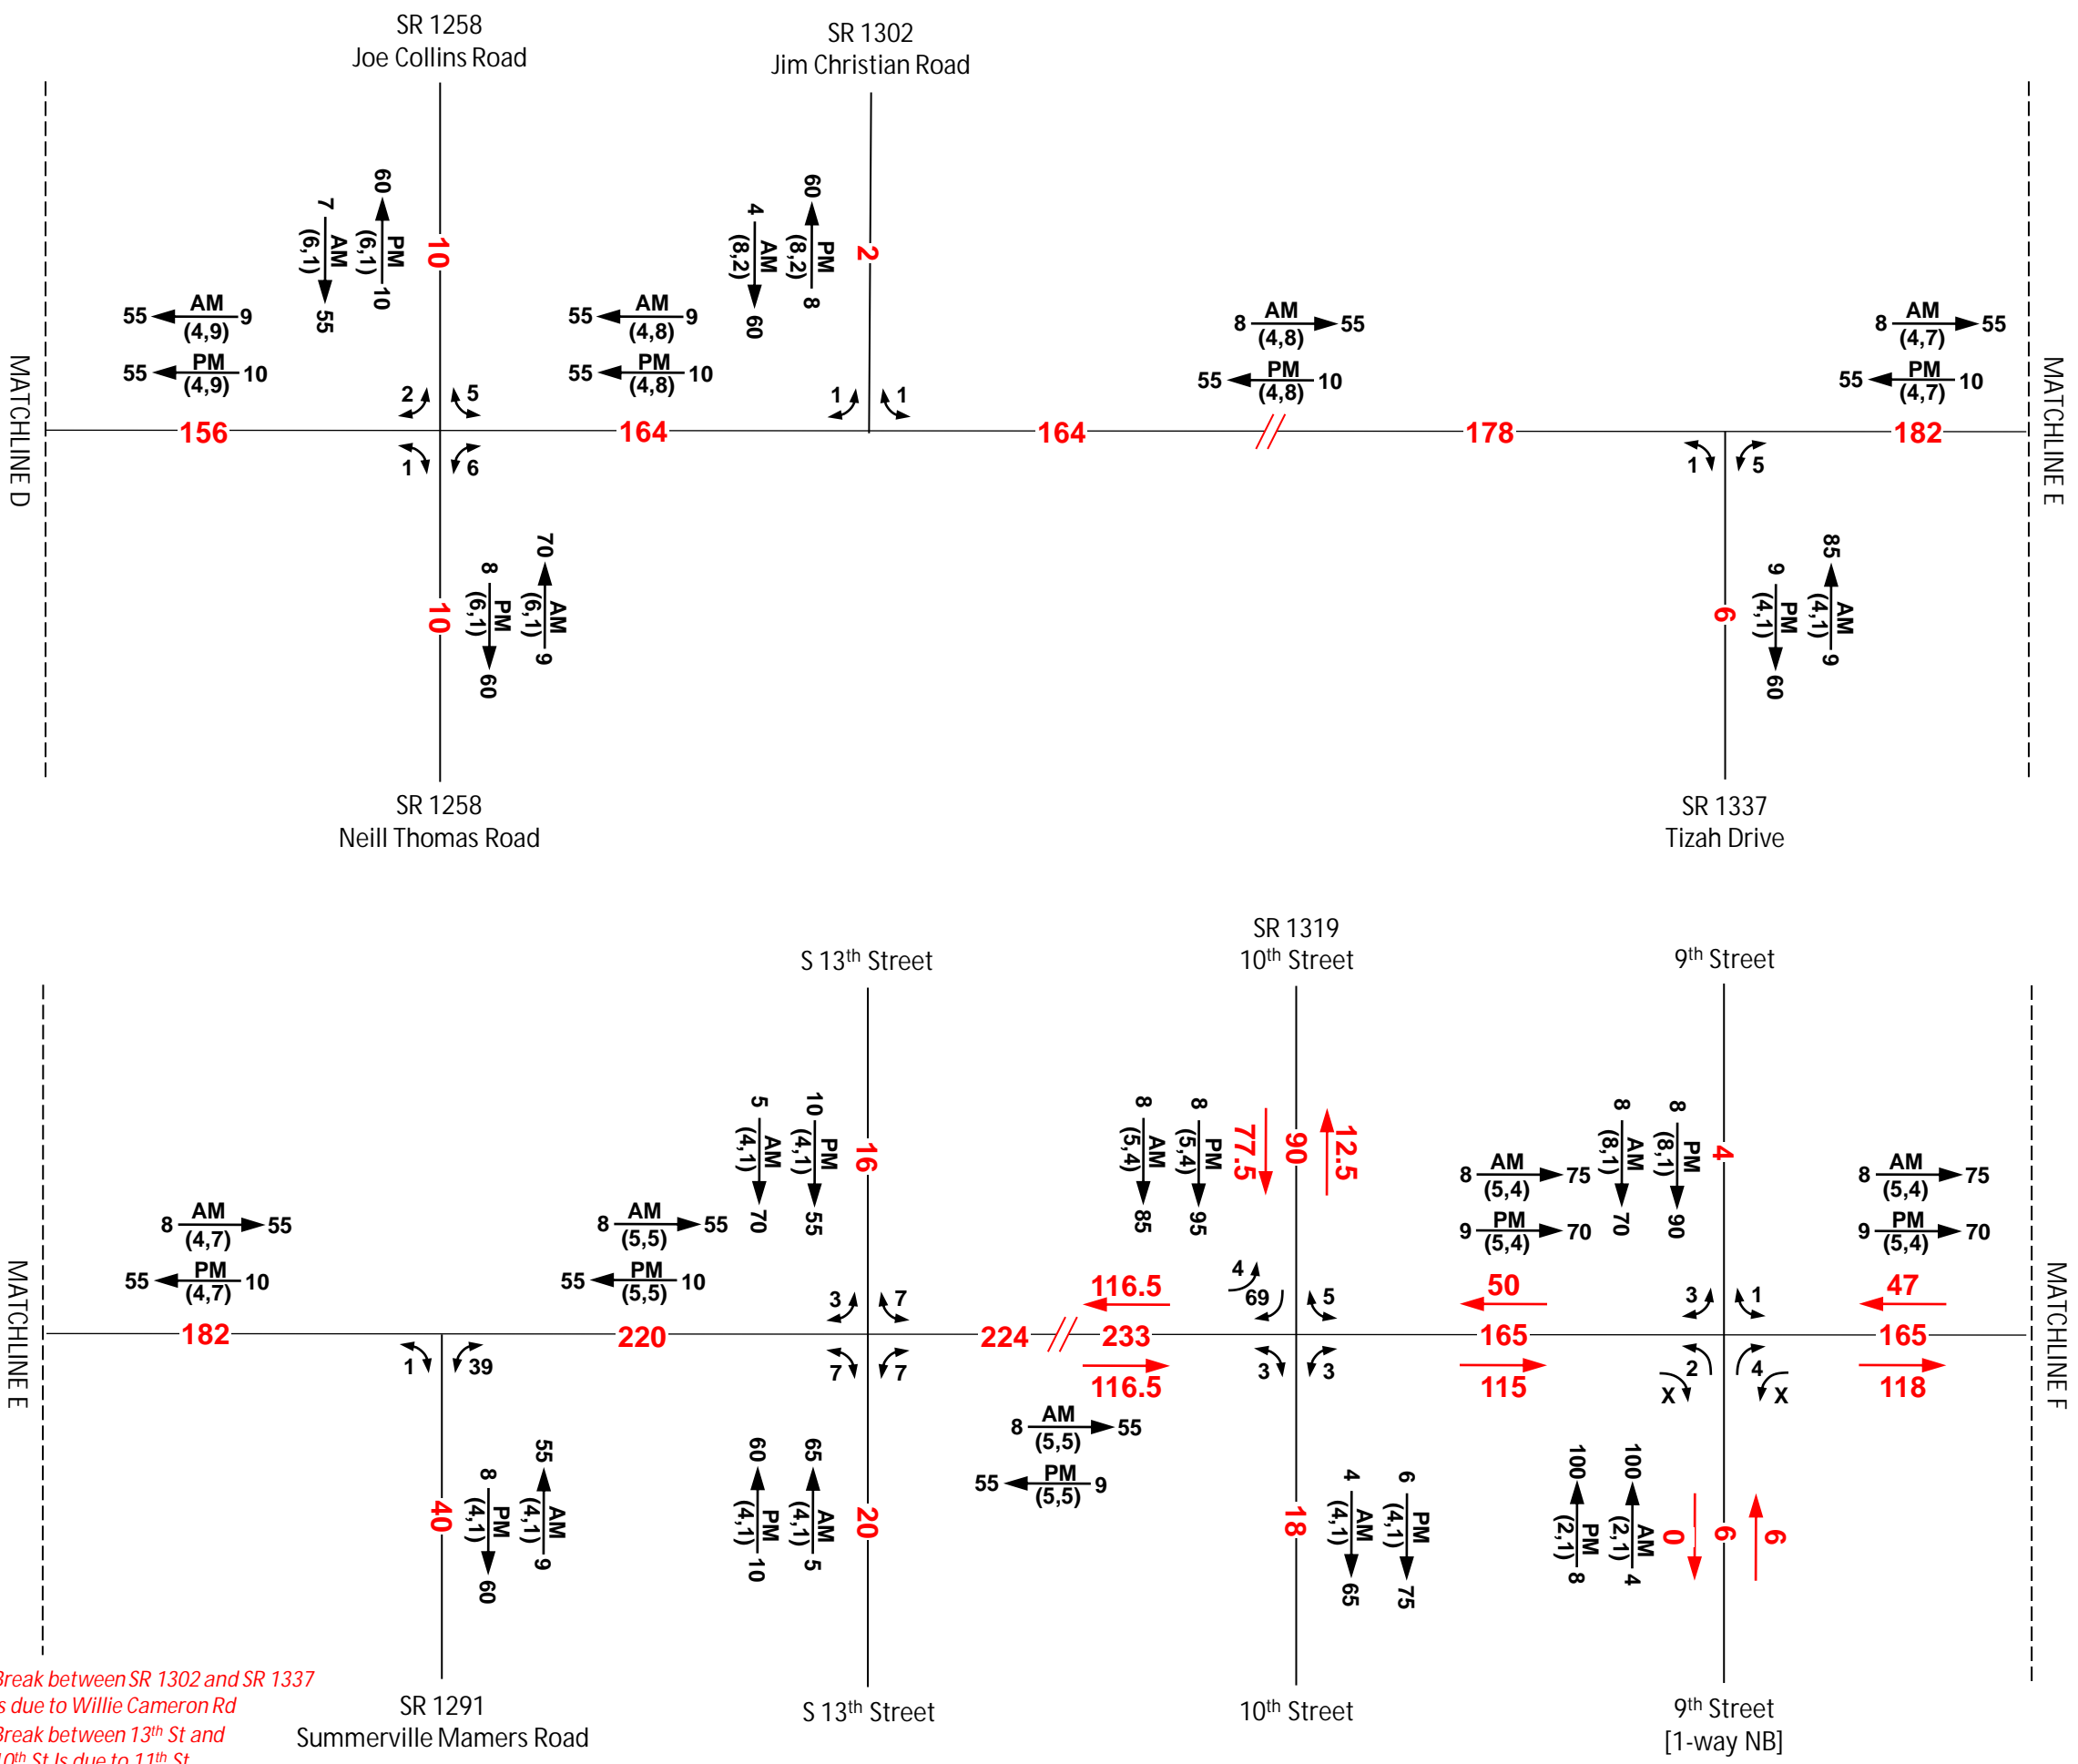 SR 1258
Joe Collins Road
SR 1302
Jim Christian Road
MATCHLINE D
MATCHLINE E
55 AM 9
(4,9)
55 PM 10
(4,9)
7 AM 55
(6,1)
60 PM 10
(6,1)
10
55 AM 9
(4,8)
55 PM 10
(4,8)
4 AM 60
(8,2)
60 PM 8
(8,2)
2
8 AM 55
(4,8)
55 PM 10
(4,8)
8 AM 55
(4,7)
55 PM 10
(4,7)
2 5
1 1
156 164 164 178 182
1 6
1 5
10
8 PM 60
(6,1)
70 AM 9
(6,1)
6
9 PM 60
(4,1)
85 AM 9
(4,1)
SR 1258
Neill Thomas Road
SR 1337
Tizah Drive
S 13th Street
SR 1319
10th Street
9th Street
MATCHLINE E
MATCHLINE F
8 AM 55
(4,7)
55 PM 10
(4,7)
8 AM 55
(5,5)
55 PM 10
(5,5)
5 AM 70
(4,1)
10 PM 55
(4,1)
16
8 AM 85
(5,4)
8 PM 95
(5,4)
77.5
90
12.5
8 AM 75
(5,4)
9 PM 70
(5,4)
8 AM 70
(8,1)
8 PM 90
(8,1)
4
8 AM 75
(5,4)
9 PM 70
(5,4)
3 7
116.5
4
69 5
50
3 1
47
182 220 224 233 165 165
1 39
7 7
116.5
3 3
115
2 4
X X
118
40
8 PM 60
(4,1)
55 AM 9
(4,1)
60 PM 10
(4,1)
65 AM 5
(4,1)
20
8 AM 55
(5,5)
55 PM 9
(5,5)
18
4 AM 65
(4,1)
6 PM 75
(4,1)
100 PM 8
(2,1)
100 AM 4
(2,1)
0
6
6
Break between SR 1302 and SR 1337
s due to Willie Cameron Rd
Break between 13th St and
10th St Is due to 11th St
SR 1291
Summerville Mamers Road
S 13th Street
10th Street
9th Street
[1-way NB]